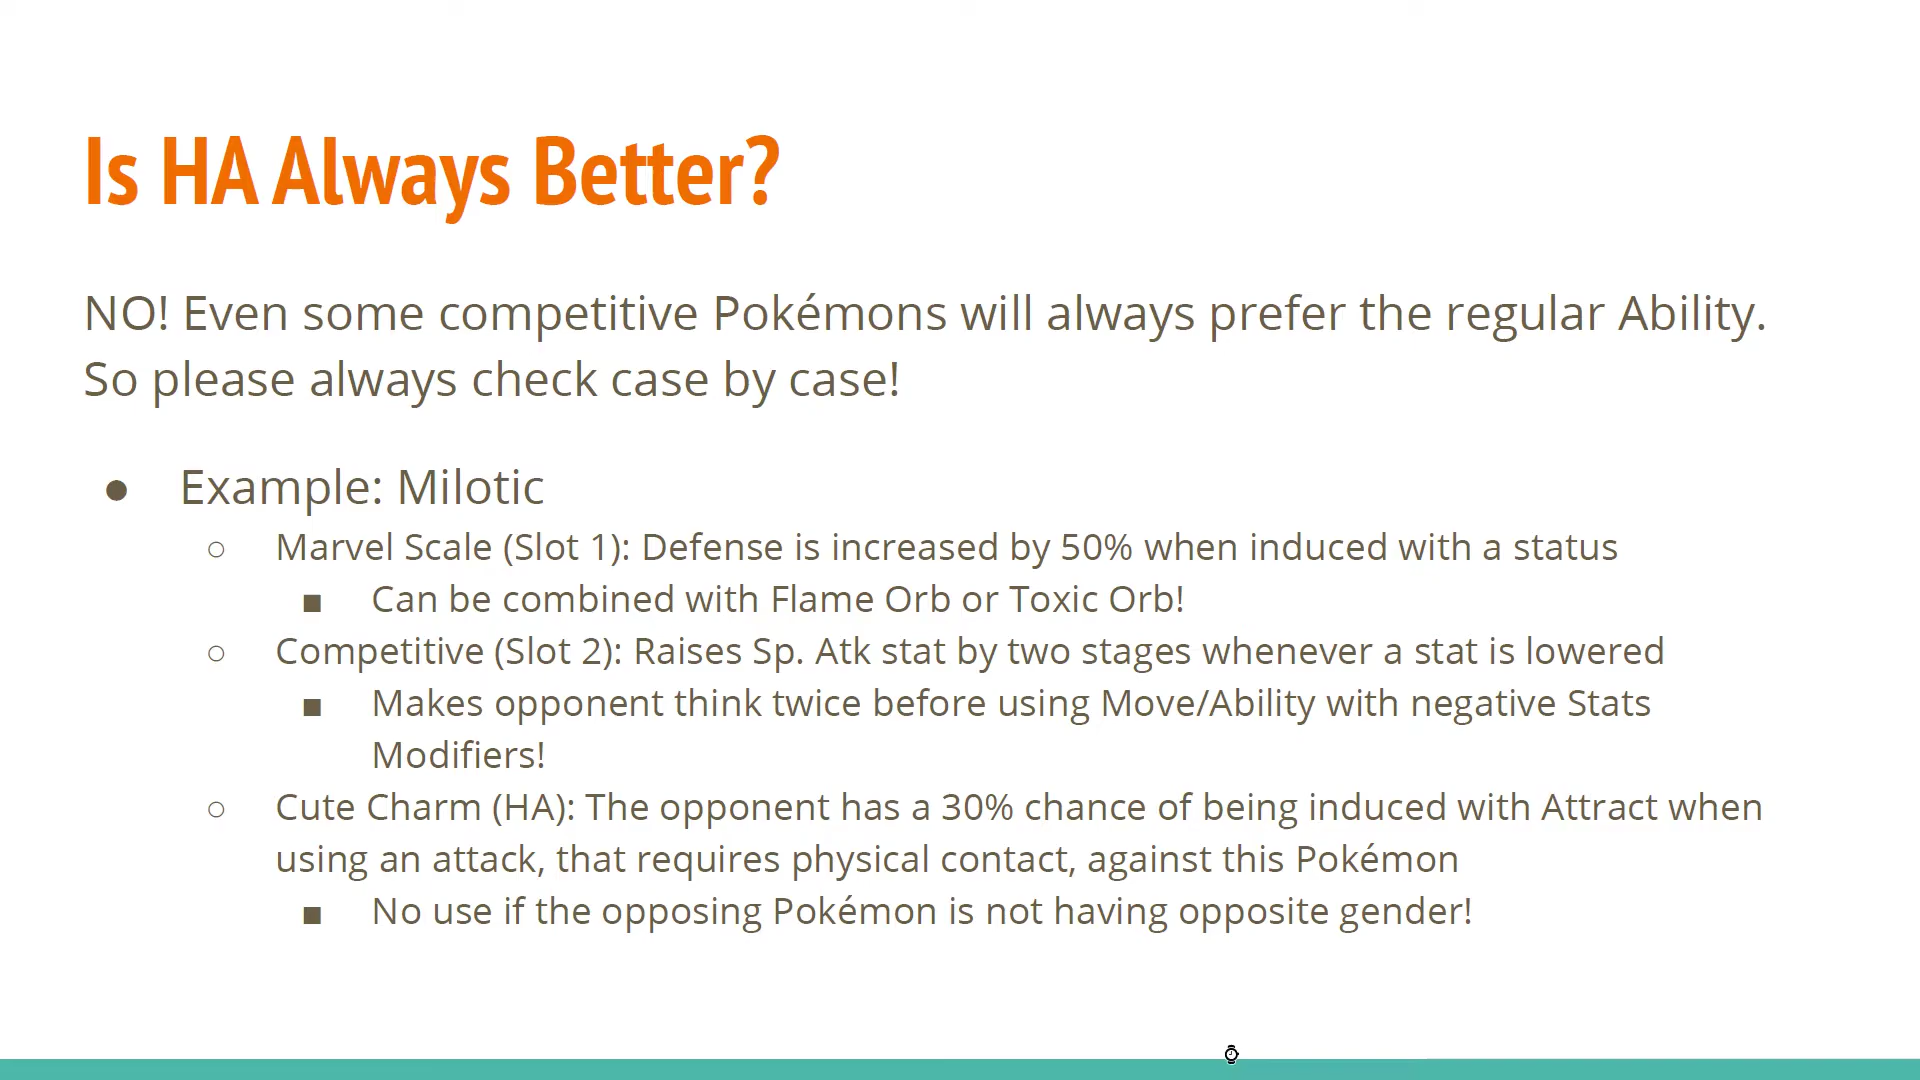 Is HA Always Better?
NO! Even some competitive Pokémons will always prefer the regular Ability.
So please always check case by case!
● Example: Milotic
○ Marvel Scale (Slot 1): Defense is increased by 50% when induced with a status
■ Can be combined with Flame Orb or Toxic Orb!
○ Competitive (Slot 2): Raises Sp. Atk stat by two stages whenever a stat is lowered
■ Makes opponent think twice before using Move/Ability with negative Stats
Modifiers!
○ Cute Charm (HA): The opponent has a 30% chance of being induced with Attract when
using an attack, that requires physical contact, against this Pokémon
■ No use if the opposing Pokémon is not having opposite gender!